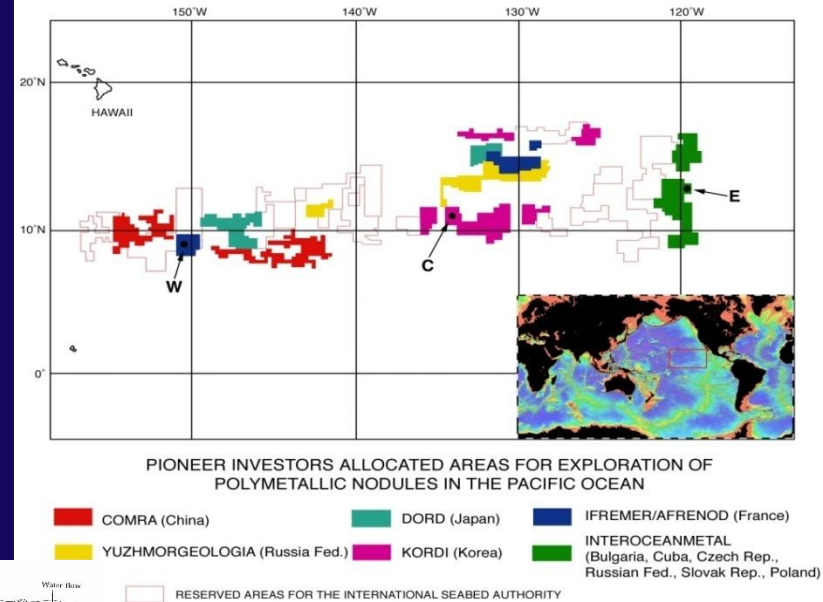 150°W 140°W 130°W 120°W
20°N
HAWAII
E
10°N
C
W
0°
PIONEER INVESTORS ALLOCATED AREAS FOR EXPLORATION OF
POLYMETALLIC NODULES IN THE PACIFIC OCEAN
COMRA (China)
DORD (Japan)
IFREMER/AFRENOD (France)
YUZHMORGEOLOGIA (Russia Fed.)
KORDI (Korea)
INTEROCEANMETAL
(Bulgaria, Cuba, Czech Rep.,
Russian Fed., Slovak Rep., Poland)
Water flow
RESERVED AREAS FOR THE INTERNATIONAL SEABED AUTHORITY